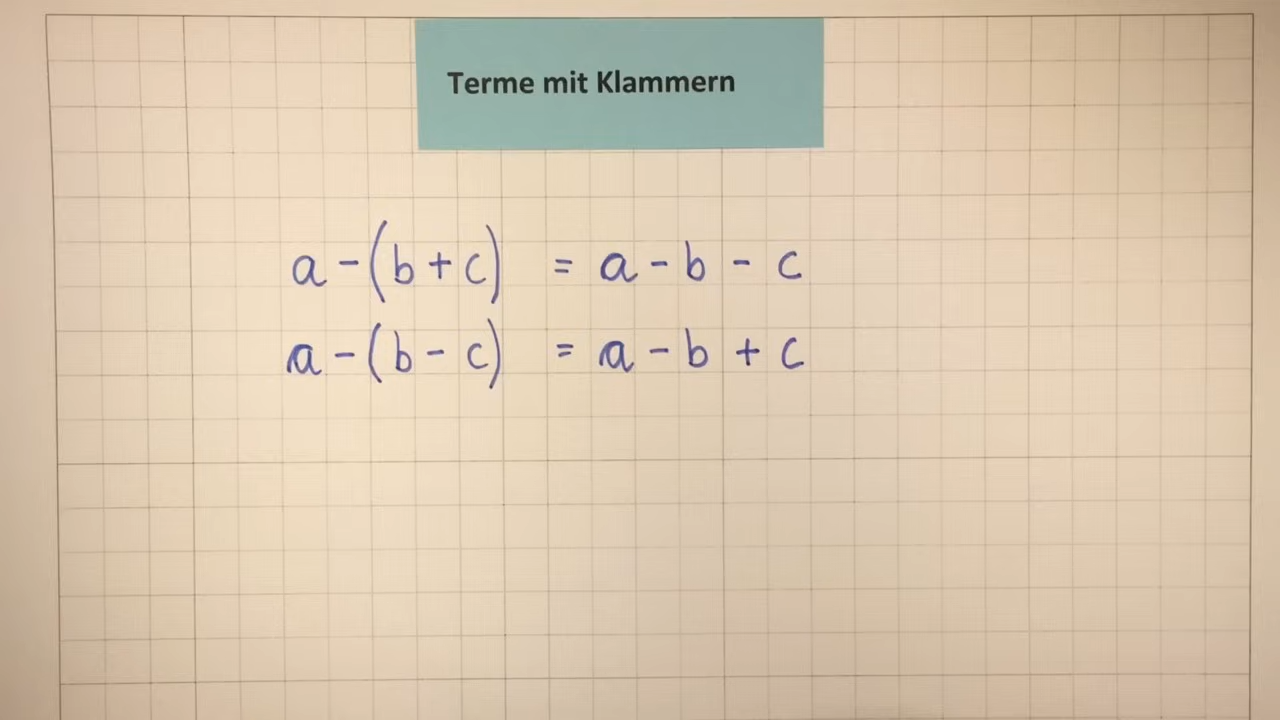 Terme mit Klammern
a - (b + c) = a - b - c
a - (b - c) = a - b + c